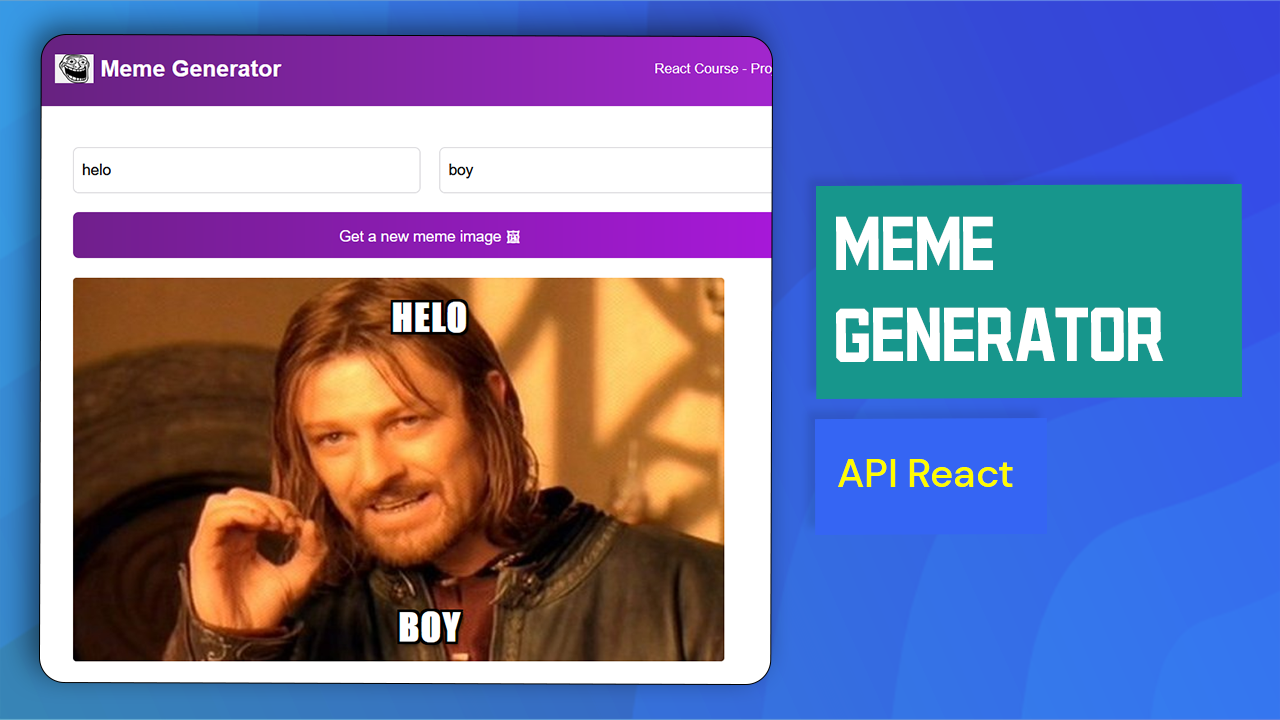 Meme Generator
React Course - Pro
helo
boy
Get a new meme image
HELO
BOY
MEME
GENERATOR
API React